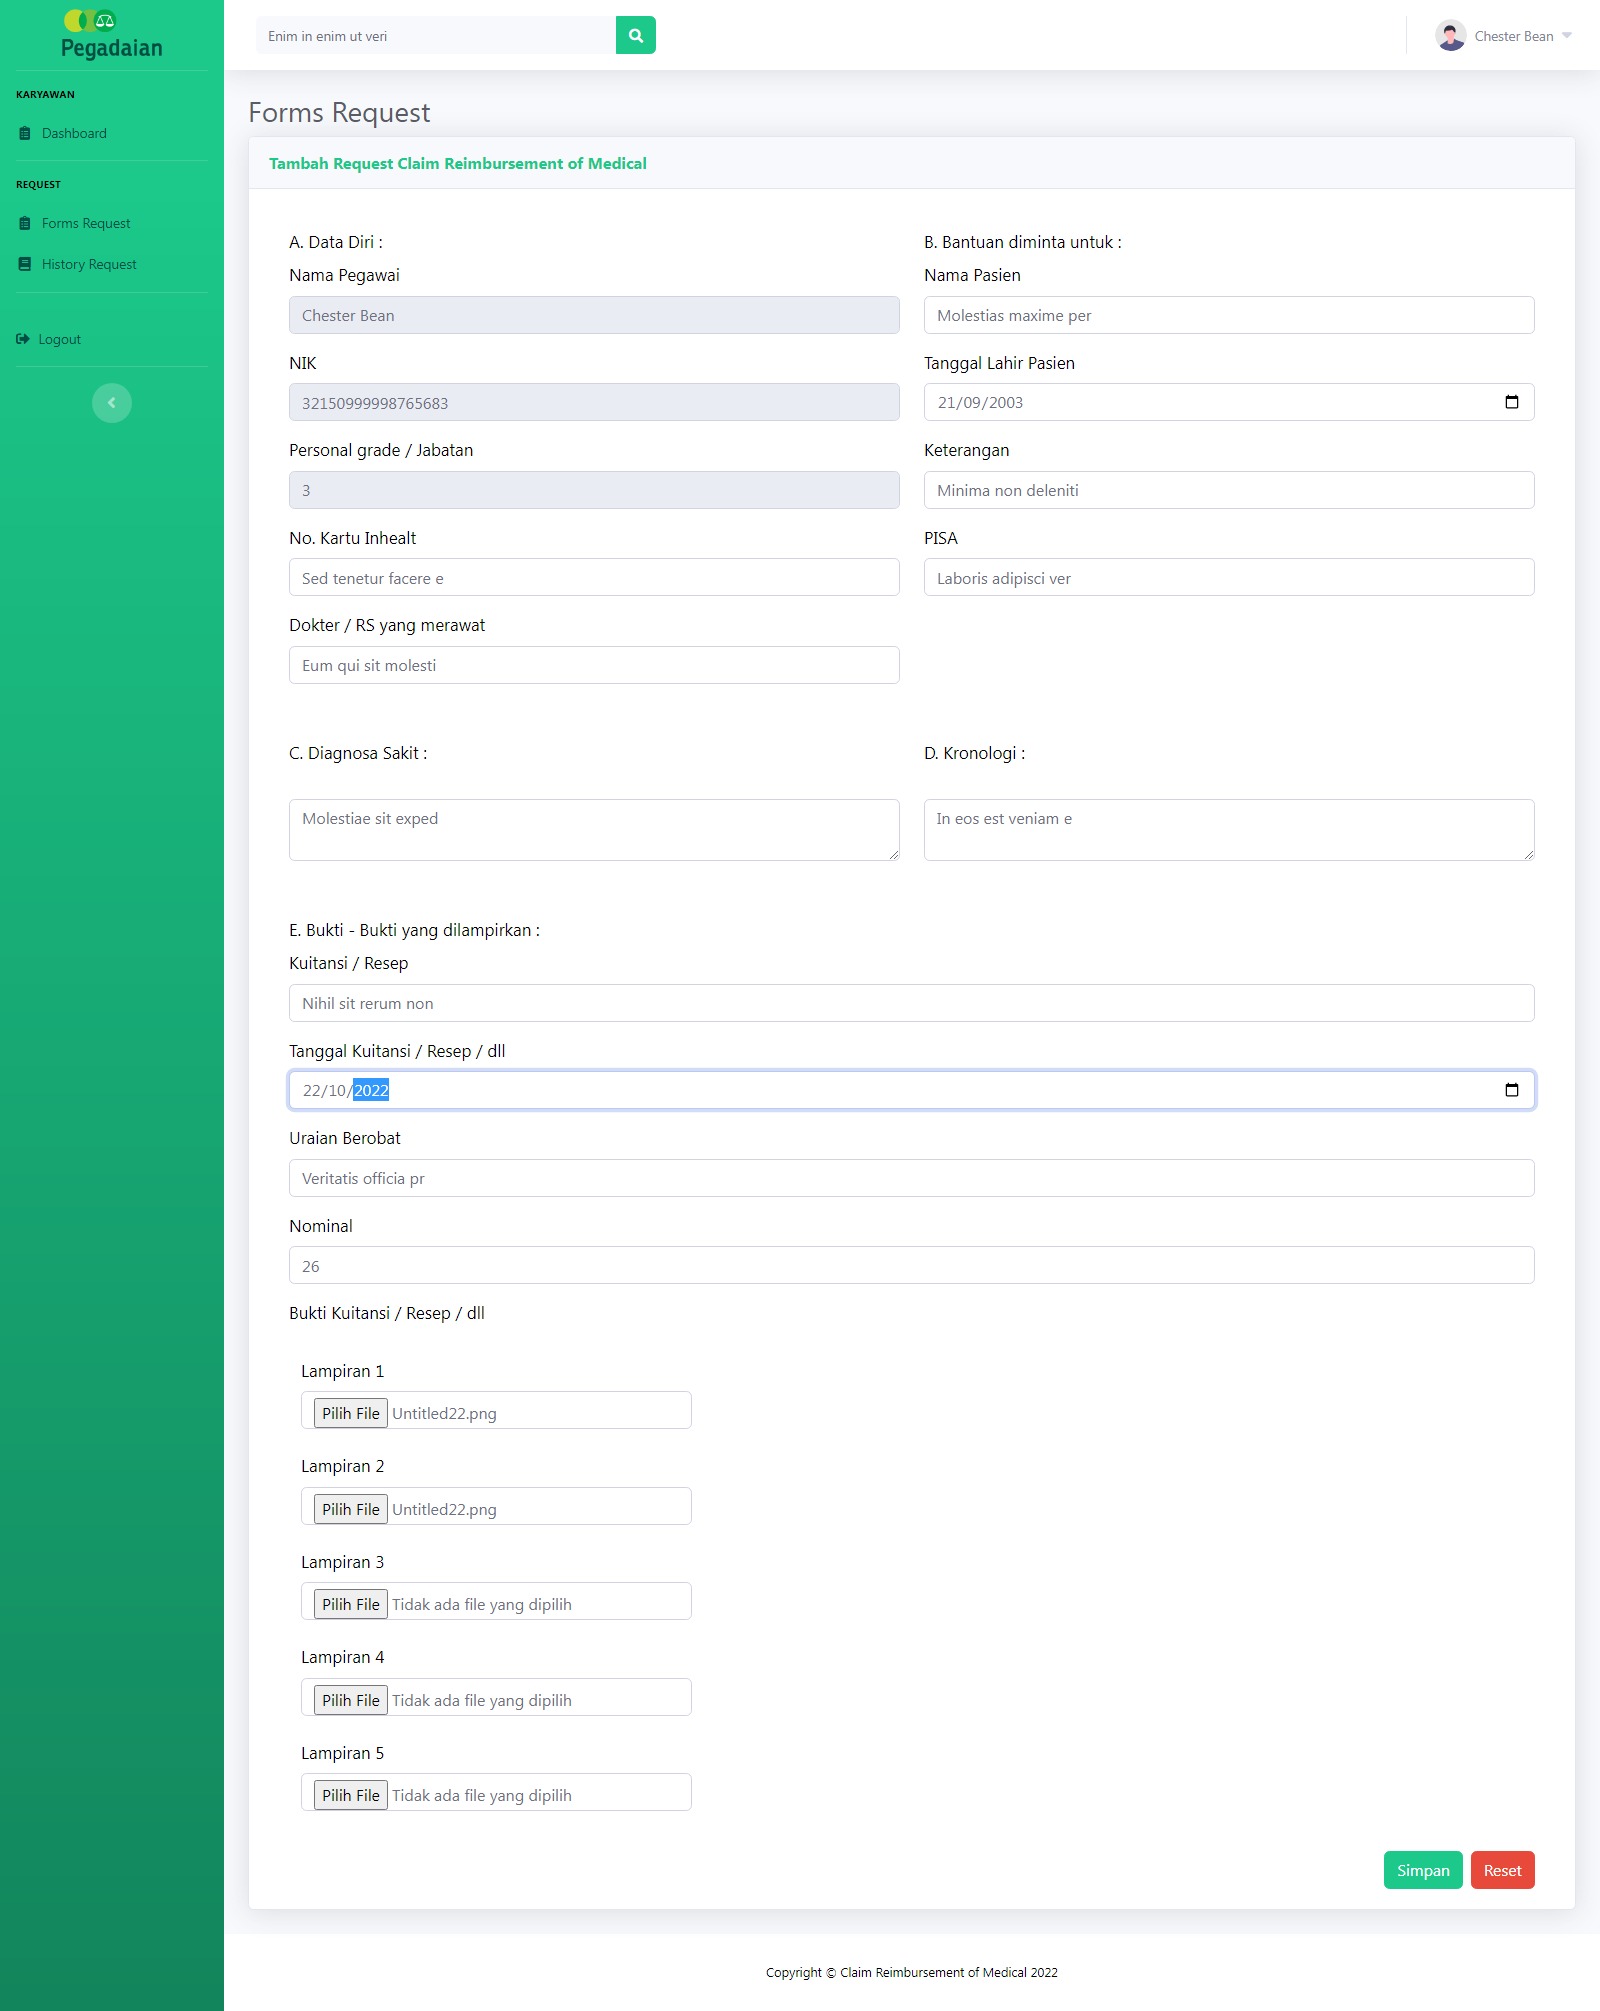 Pegadaian
KARYAWAN
Dashboard
REQUEST
Forms Request
History Request
Logout
Enim in enim ut veri
Chester Bean
Forms Request
Tambah Request Claim Reimbursement of Medical
A. Data Diri :
Nama Pegawai
Chester Bean
NIK
32150999998765683
Personal grade / Jabatan
3
No. Kartu Inhealt
Sed tenetur facere e
Dokter / RS yang merawat
Eum qui sit molesti
B. Bantuan diminta untuk :
Nama Pasien
Molestias maxime per
Tanggal Lahir Pasien
21/09/2003
Keterangan
Minima non deleniti
PISA
Laboris adipisci ver
C. Diagnosa Sakit :
Molestiae sit exped
D. Kronologi :
In eos est veniam e
E. Bukti - Bukti yang dilampirkan :
Kuitansi / Resep
Nihil sit rerum non
Tanggal Kuitansi / Resep / dll
22/10/2022
Uraian Berobat
Veritatis officia pr
Nominal
26
Bukti Kuitansi / Resep / dll
Lampiran 1
Pilih File Untitled22.png
Lampiran 2
Pilih File Untitled22.png
Lampiran 3
Pilih File Tidak ada file yang dipilih
Lampiran 4
Pilih File Tidak ada file yang dipilih
Lampiran 5
Pilih File Tidak ada file yang dipilih
Simpan
Reset
Copyright © Claim Reimbursement of Medical 2022